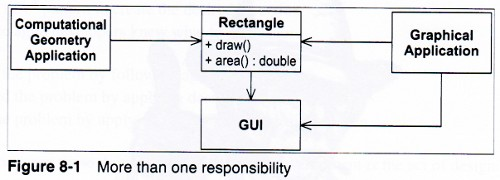 Computational
Geometry
Application
Rectangle
+ draw()
+ area() : double
Graphical
Application
GUI
Figure 8-1 More than one responsibility